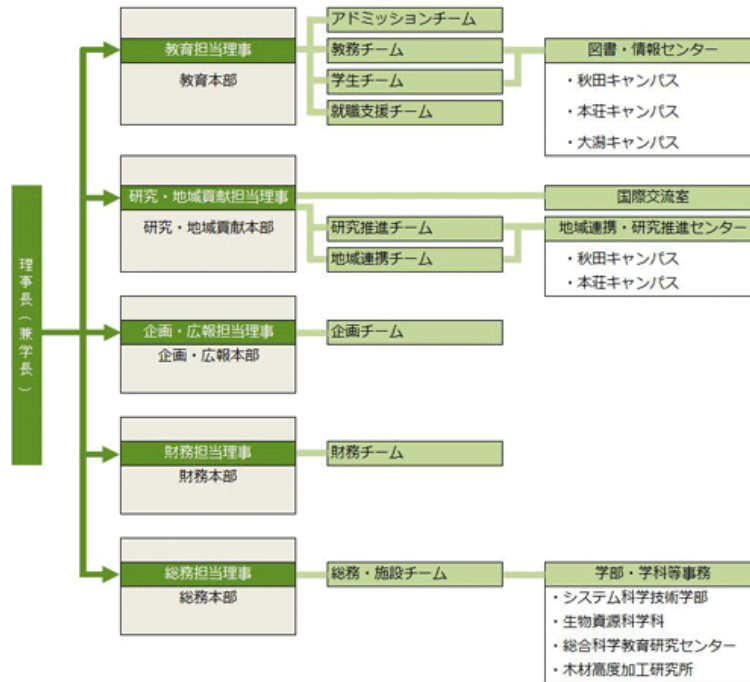 理事長(兼学長)
教育担当理事
教育本部
アドミッションチーム
教務チーム
学生チーム
就職支援チーム
図書・情報センター
・秋田キャンパス
・本荘キャンパス
・大潟キャンパス
研究・地域貢献担当理事
研究・地域貢献本部
国際交流室
研究推進チーム
地域連携チーム
地域連携・研究推進センター
・秋田キャンパス
・本荘キャンパス
企画・広報担当理事
企画・広報本部
企画チーム
財務担当理事
財務本部
財務チーム
総務担当理事
総務本部
総務・施設チーム
学部・学科等事務
・システム科学技術学部
・生物資源科学科
・総合科学教育研究センター
・木材高度加工研究所